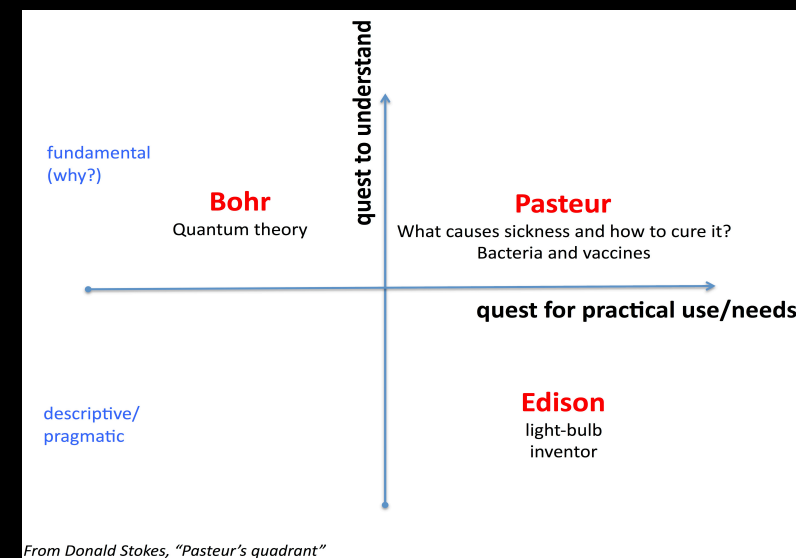 quest to understand
fundamental
(why?)
Bohr
Quantum theory
Pasteur
What causes sickness and how to cure it?
Bacteria and vaccines
quest for practical use/needs
descriptive/
pragmatic
Edison
light-bulb
inventor
From Donald Stokes, “Pasteur’s quadrant”